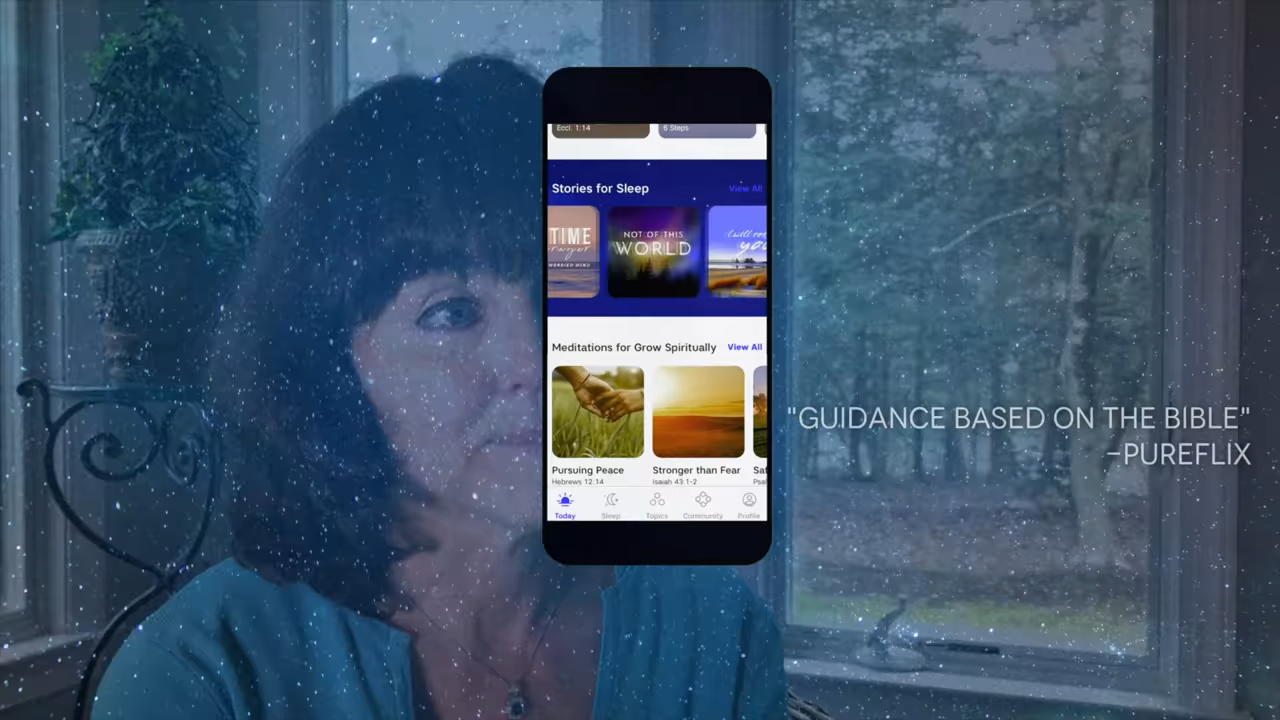 Eccl. 1:14
6 Steps
Stories for Sleep
View All
TIME
NOT OF THIS
WORLD
you
Meditations for Grow Spiritually
View All
Pursuing Peace
Hebrews 12:14
Stronger than Fear
Isaiah 43:1-2
Today
Sleep
Topics
Community
Profile
"GUIDANCE BASED ON THE BIBLE"
-PUREFLIX